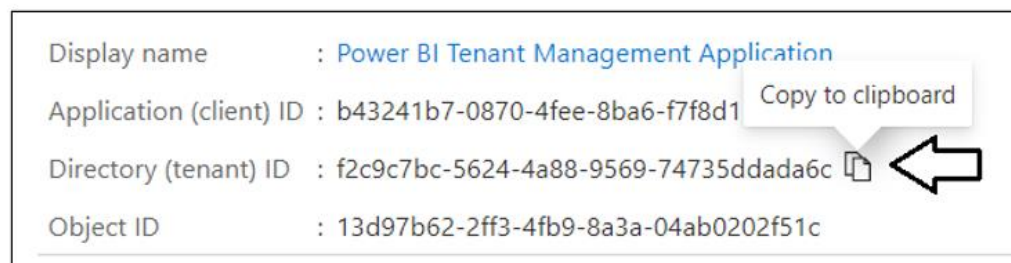 Display name : Power BI Tenant Management Application
Copy to clipboard
Application (client) ID : b43241b7-0870-4fee-8ba6-f7f8d1
Directory (tenant) ID : f2c9c7bc-5624-4a88-9569-74735ddada6c
Object ID : 13d97b62-2ff3-4fb9-8a3a-04ab0202f51c